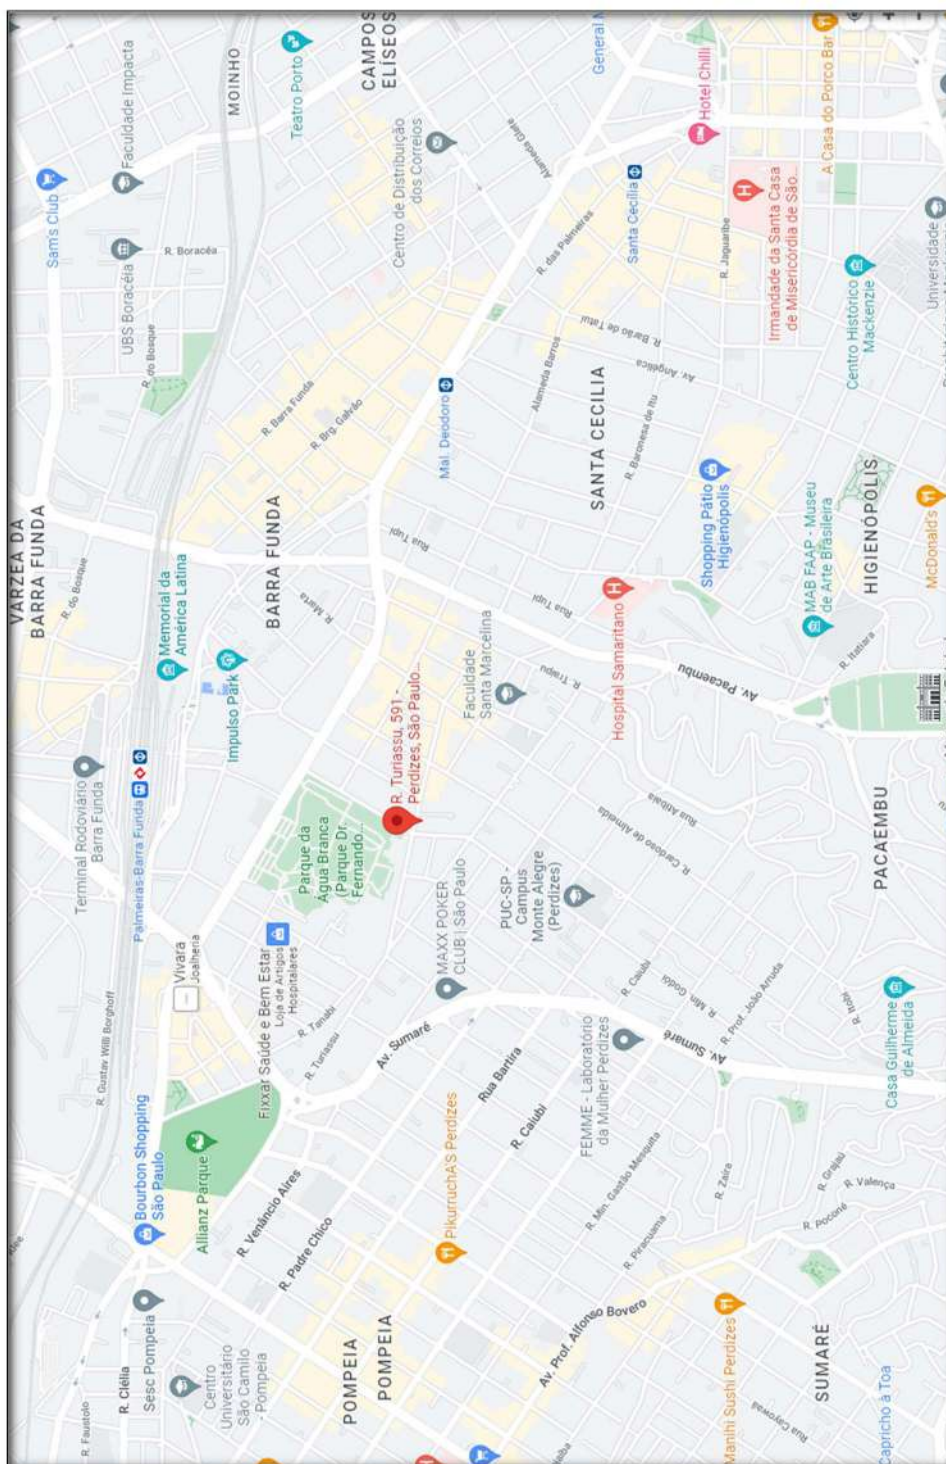 R. Faustolo
R. Clélia
Sesc Pompeia
Centro
Universitário
São Camilo
- Pompeia
Bourbon Shopping
São Paulo
Allianz Parque
R. Gustav Willi Borghoff
Terminal Rodoviário
Barra Funda
Palmeiras-Barra Funda
Vivara
Joalheria
VARZEA DA
BARRA FUNDA
R. do Bosque
Memorial da
América Latina
Impulso Park
Sam's Club
Faculdade Impacta
UBS Boracéia
R. do Bosque
R. Boracéa
MOINHO
Teatro Porto
BARRA FUNDA
R. Barra Funda
R. Brg. Galvão
R. Marta
CAMPOS
ELÍSEOS
Centro de Distribuição
dos Correios
R. Venâncio Aires
R. Padre Chico
Fixxar Saúde e Bem Estar
Loja de Artigos
Hospitalares
R. Tanabi
R. Turiassu
Parque da
Água Branca
(Parque Dr.
Fernando...
R. Turiassu, 591 -
Perdizes, São Paulo...
POMPEIA
POMPEIA
Av. Sumaré
MAXX POKER
CLUB | São Paulo
PikurruchA'S Perdizes
Rua Bartira
R. Caiubi
Rua Tupi
Mal. Deodoro
Faculdade
Santa Marcelina
PUC-SP -
Campus
Monte Alegre
(Perdizes)
R. Traipu
Rua Tupi
Alameda Glete
R. das Palmeiras
Alameda Barros
R. Barão de Tatuí
SANTA CECILIA
General
Santa Cecília
Av. Prof. Alfonso Bovero
R. Min. Gastão Mesquita
R. Piracuama
FEMME - Laboratório
da Mulher Perdizes
R. Caiubi
R. Min. Godói
R. Cardoso de Almeida
Rua Atibaia
Hospital Samaritano
R. Baronesa de Itu
Av. Angélica
Hotel Chilli
R. Jaguaribe
Manihi Sushi Perdizes
R. Zaíra
Av. Sumaré
R. Prof. João Arruda
Av. Pacaembu
Shopping Pátio
Higienópolis
Irmandade da Santa Casa
de Misericórdia de São...
Rua Cayowaá
SUMARÉ
R. Poconé
R. Grajaú
R. Valença
R. Itobi
MAB FAAP - Museu
de Arte Brasileira
R. Itatiara
Centro Histórico
Mackenzie
A Casa do Porco Bar
Capricho à Toa
Casa Guilherme
de Almeida
PACAEMBU
HIGIENÓPOLIS
McDonald's
Universidade